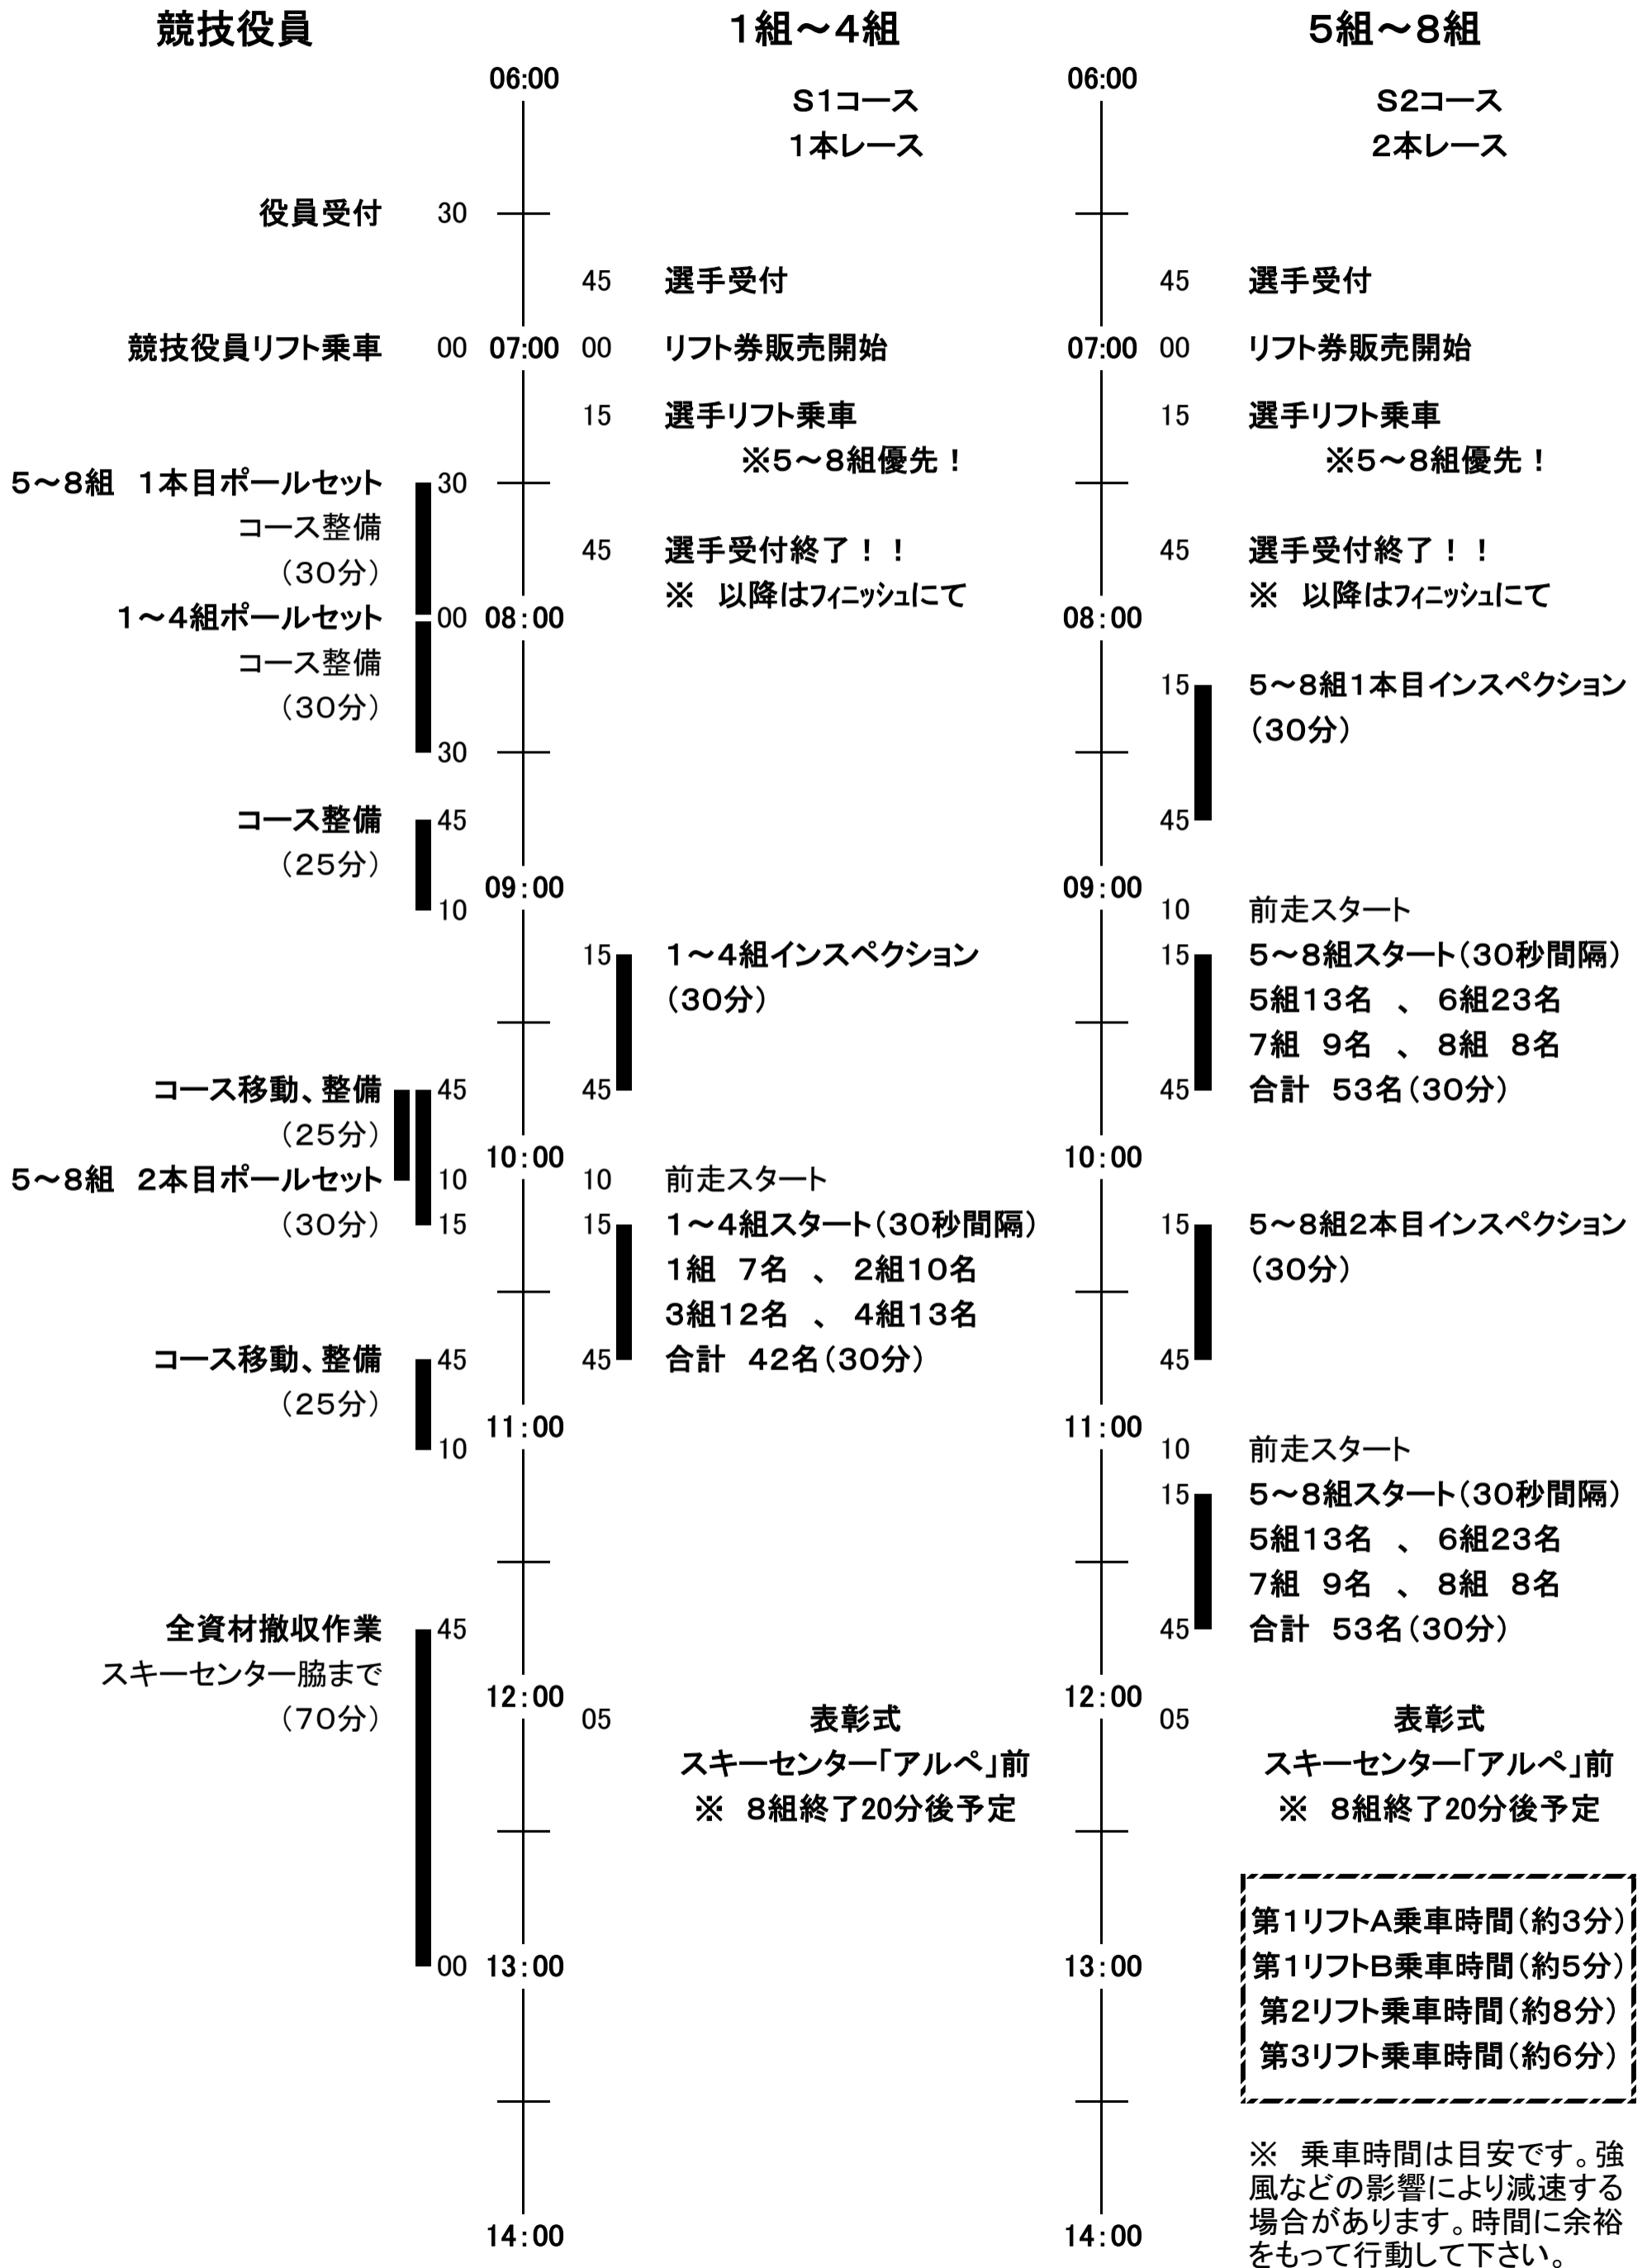 競技役員
06:00
役員受付 30
競技役員リフト乗車 00 07:00
5～8組 1本目ポールセット 30
コース整備
(30分)
1～4組ポールセット 00 08:00
コース整備
(30分)
30
コース整備 45
(25分)
09:00
10
コース移動、整備 45
(25分)
10:00
5～8組 2本目ポールセット 10
(30分) 15
コース移動、整備 45
(25分)
11:00
10
全資材撤収作業 45
スキーセンター脇まで
12:00
(70分)
00 13:00
14:00
1組～4組
S1コース
1本レース
45 選手受付
00 リフト券販売開始
15 選手リフト乗車
※5～8組優先！
45 選手受付終了！！
※ 以降はフィニッシュにて
15 1～4組インスペクション
(30分)
45
10 前走スタート
15 1～4組スタート(30秒間隔)
1組 7名 、 2組10名
3組12名 、 4組13名
45 合計 42名(30分)
05 表彰式
スキーセンター「アルペ」前
※ 8組終了20分後予定
5組～8組
06:00
S2コース
2本レース
45 選手受付
07:00 00 リフト券販売開始
15 選手リフト乗車
※5～8組優先！
45 選手受付終了！！
※ 以降はフィニッシュにて
08:00
15 5～8組1本目インスペクション
(30分)
45
09:00
10 前走スタート
15 5～8組スタート(30秒間隔)
5組13名 、 6組23名
7組 9名 、 8組 8名
45 合計 53名(30分)
10:00
15 5～8組2本目インスペクション
(30分)
45
11:00
10 前走スタート
15 5～8組スタート(30秒間隔)
5組13名 、 6組23名
7組 9名 、 8組 8名
45 合計 53名(30分)
12:00
05 表彰式
スキーセンター「アルペ」前
※ 8組終了20分後予定
13:00
14:00
第1リフトA乗車時間(約3分)
第1リフトB乗車時間(約5分)
第2リフト乗車時間(約8分)
第3リフト乗車時間(約6分)
※ 乗車時間は目安です。強
風などの影響により減速する
場合があります。時間に余裕
をもって行動して下さい。